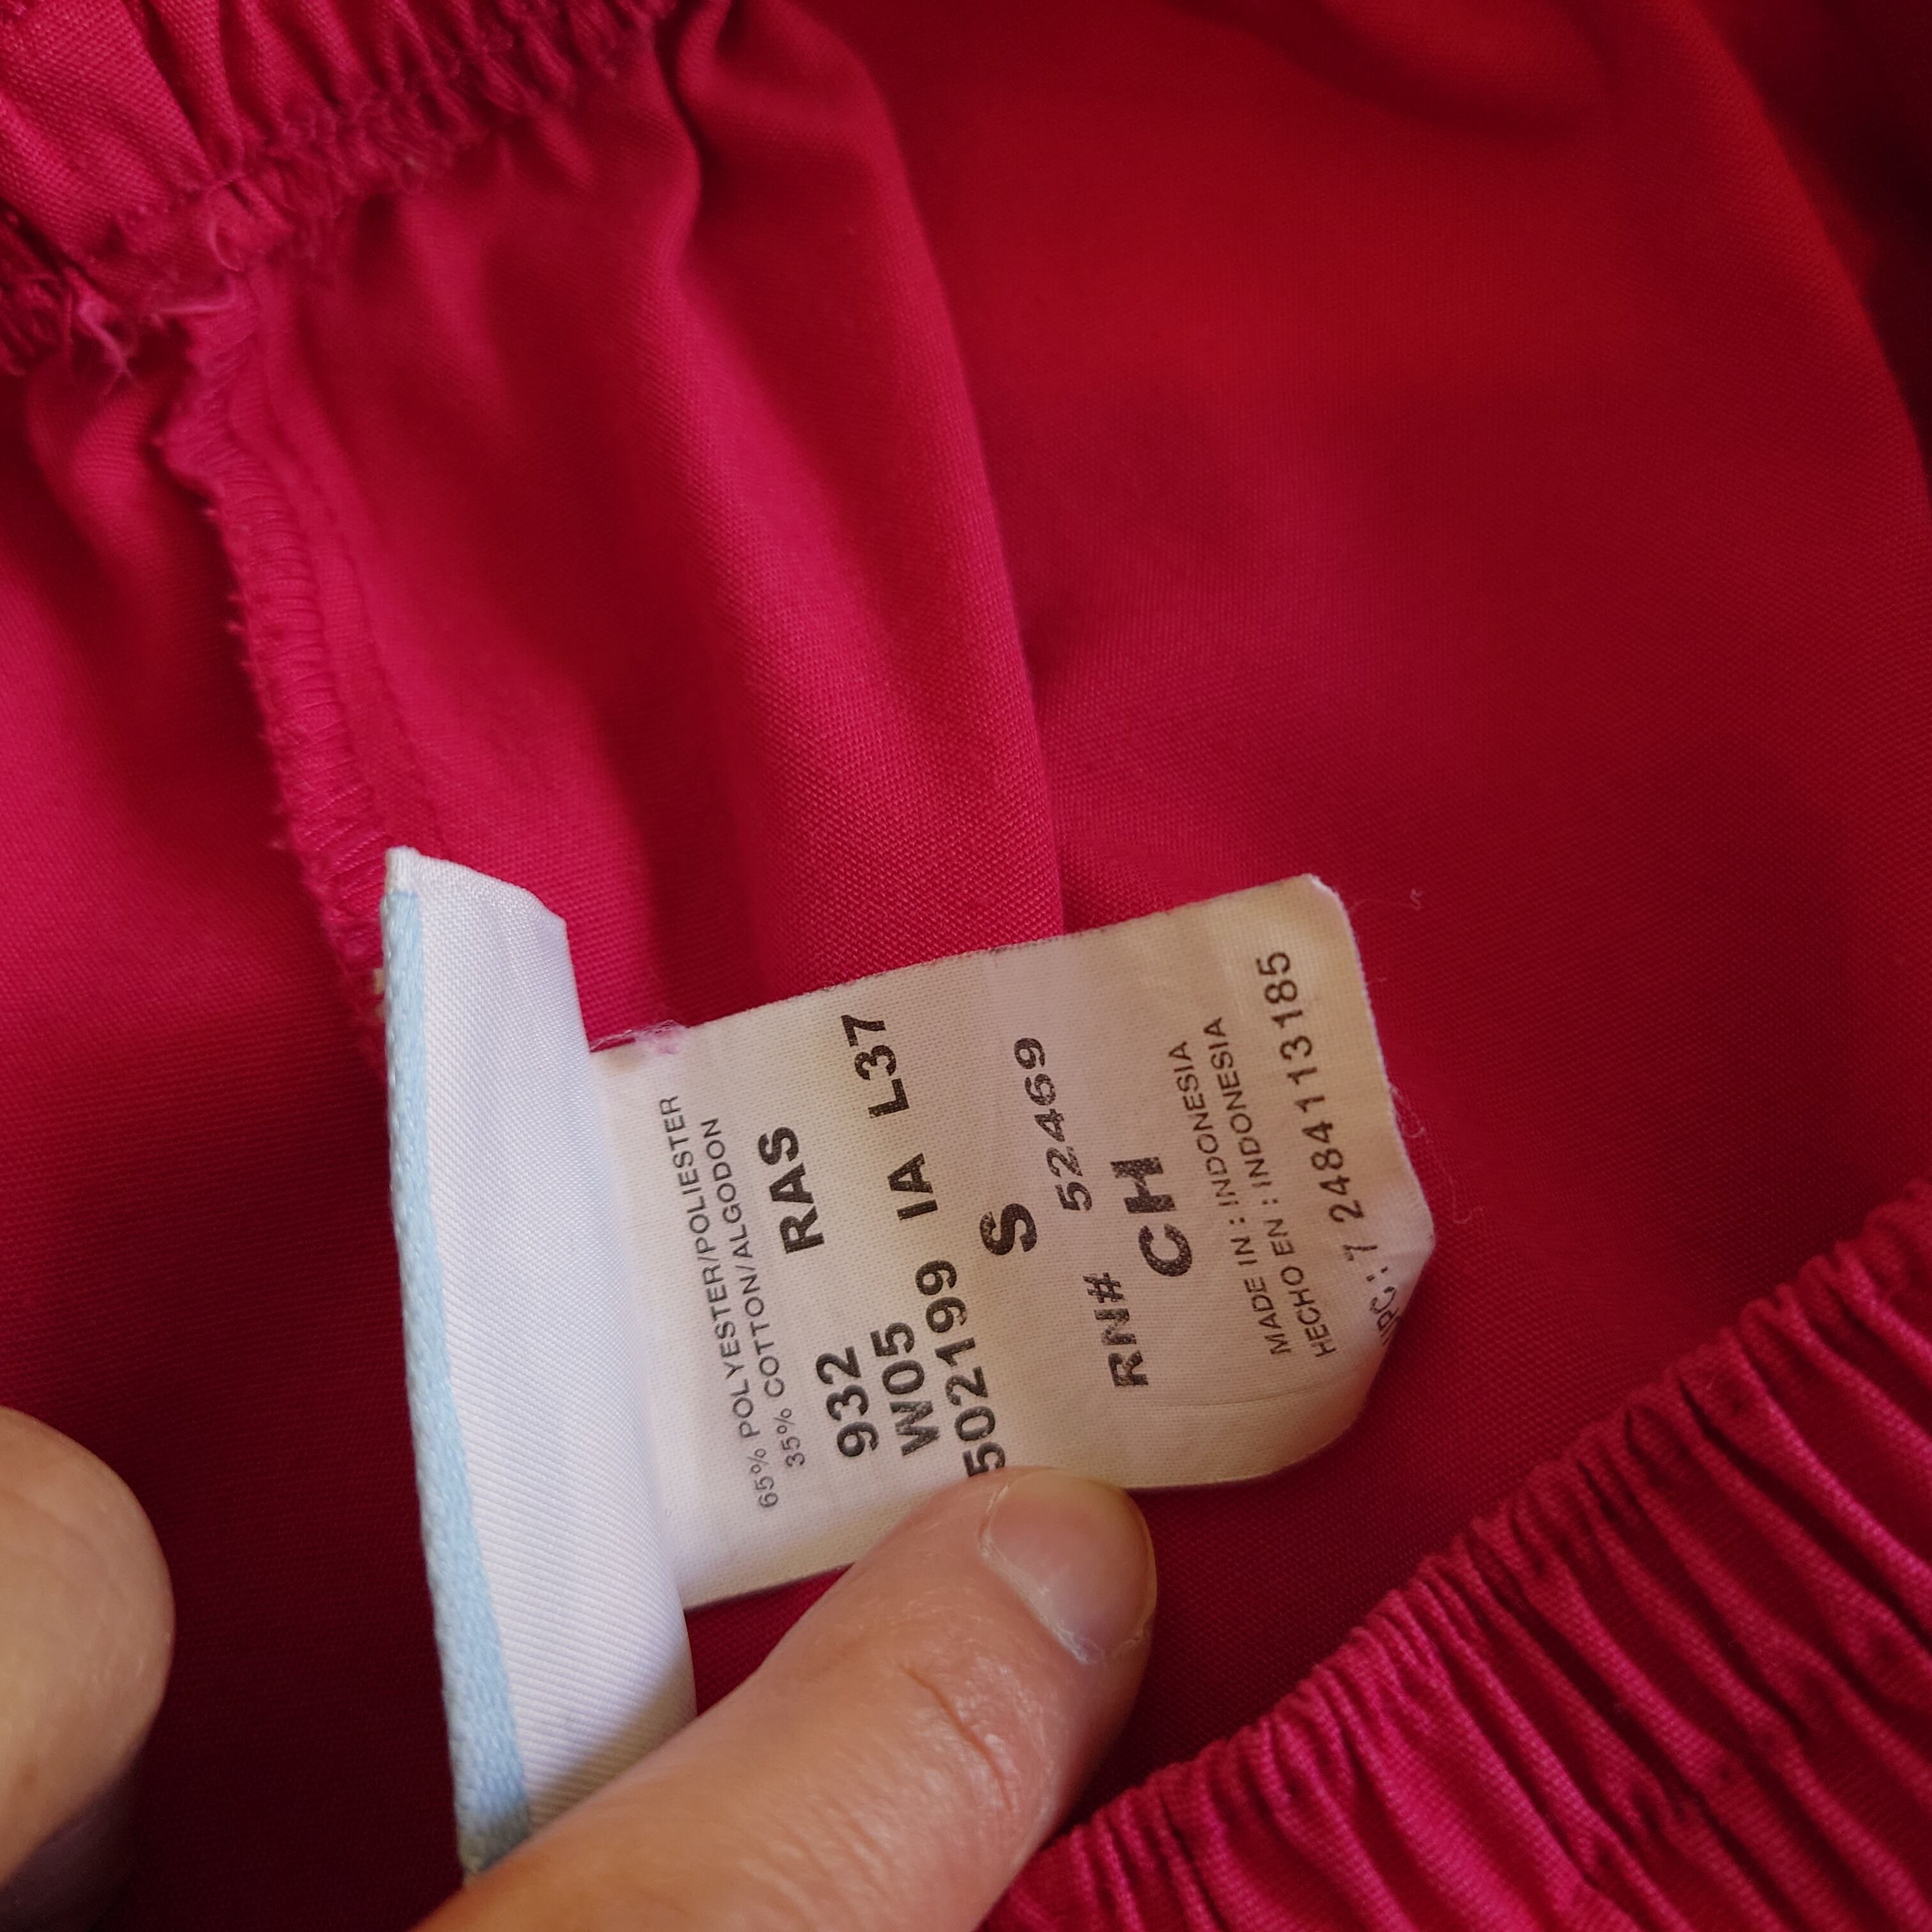 65% POLYESTER/POLIESTER
35% COTTON/ALGODON
932 RAS
W05 IA L37
502199
S
RN# 52469
CH
MADE IN : INDONESIA
HECHO EN : INDONESIA
UPC : 7 2484113185